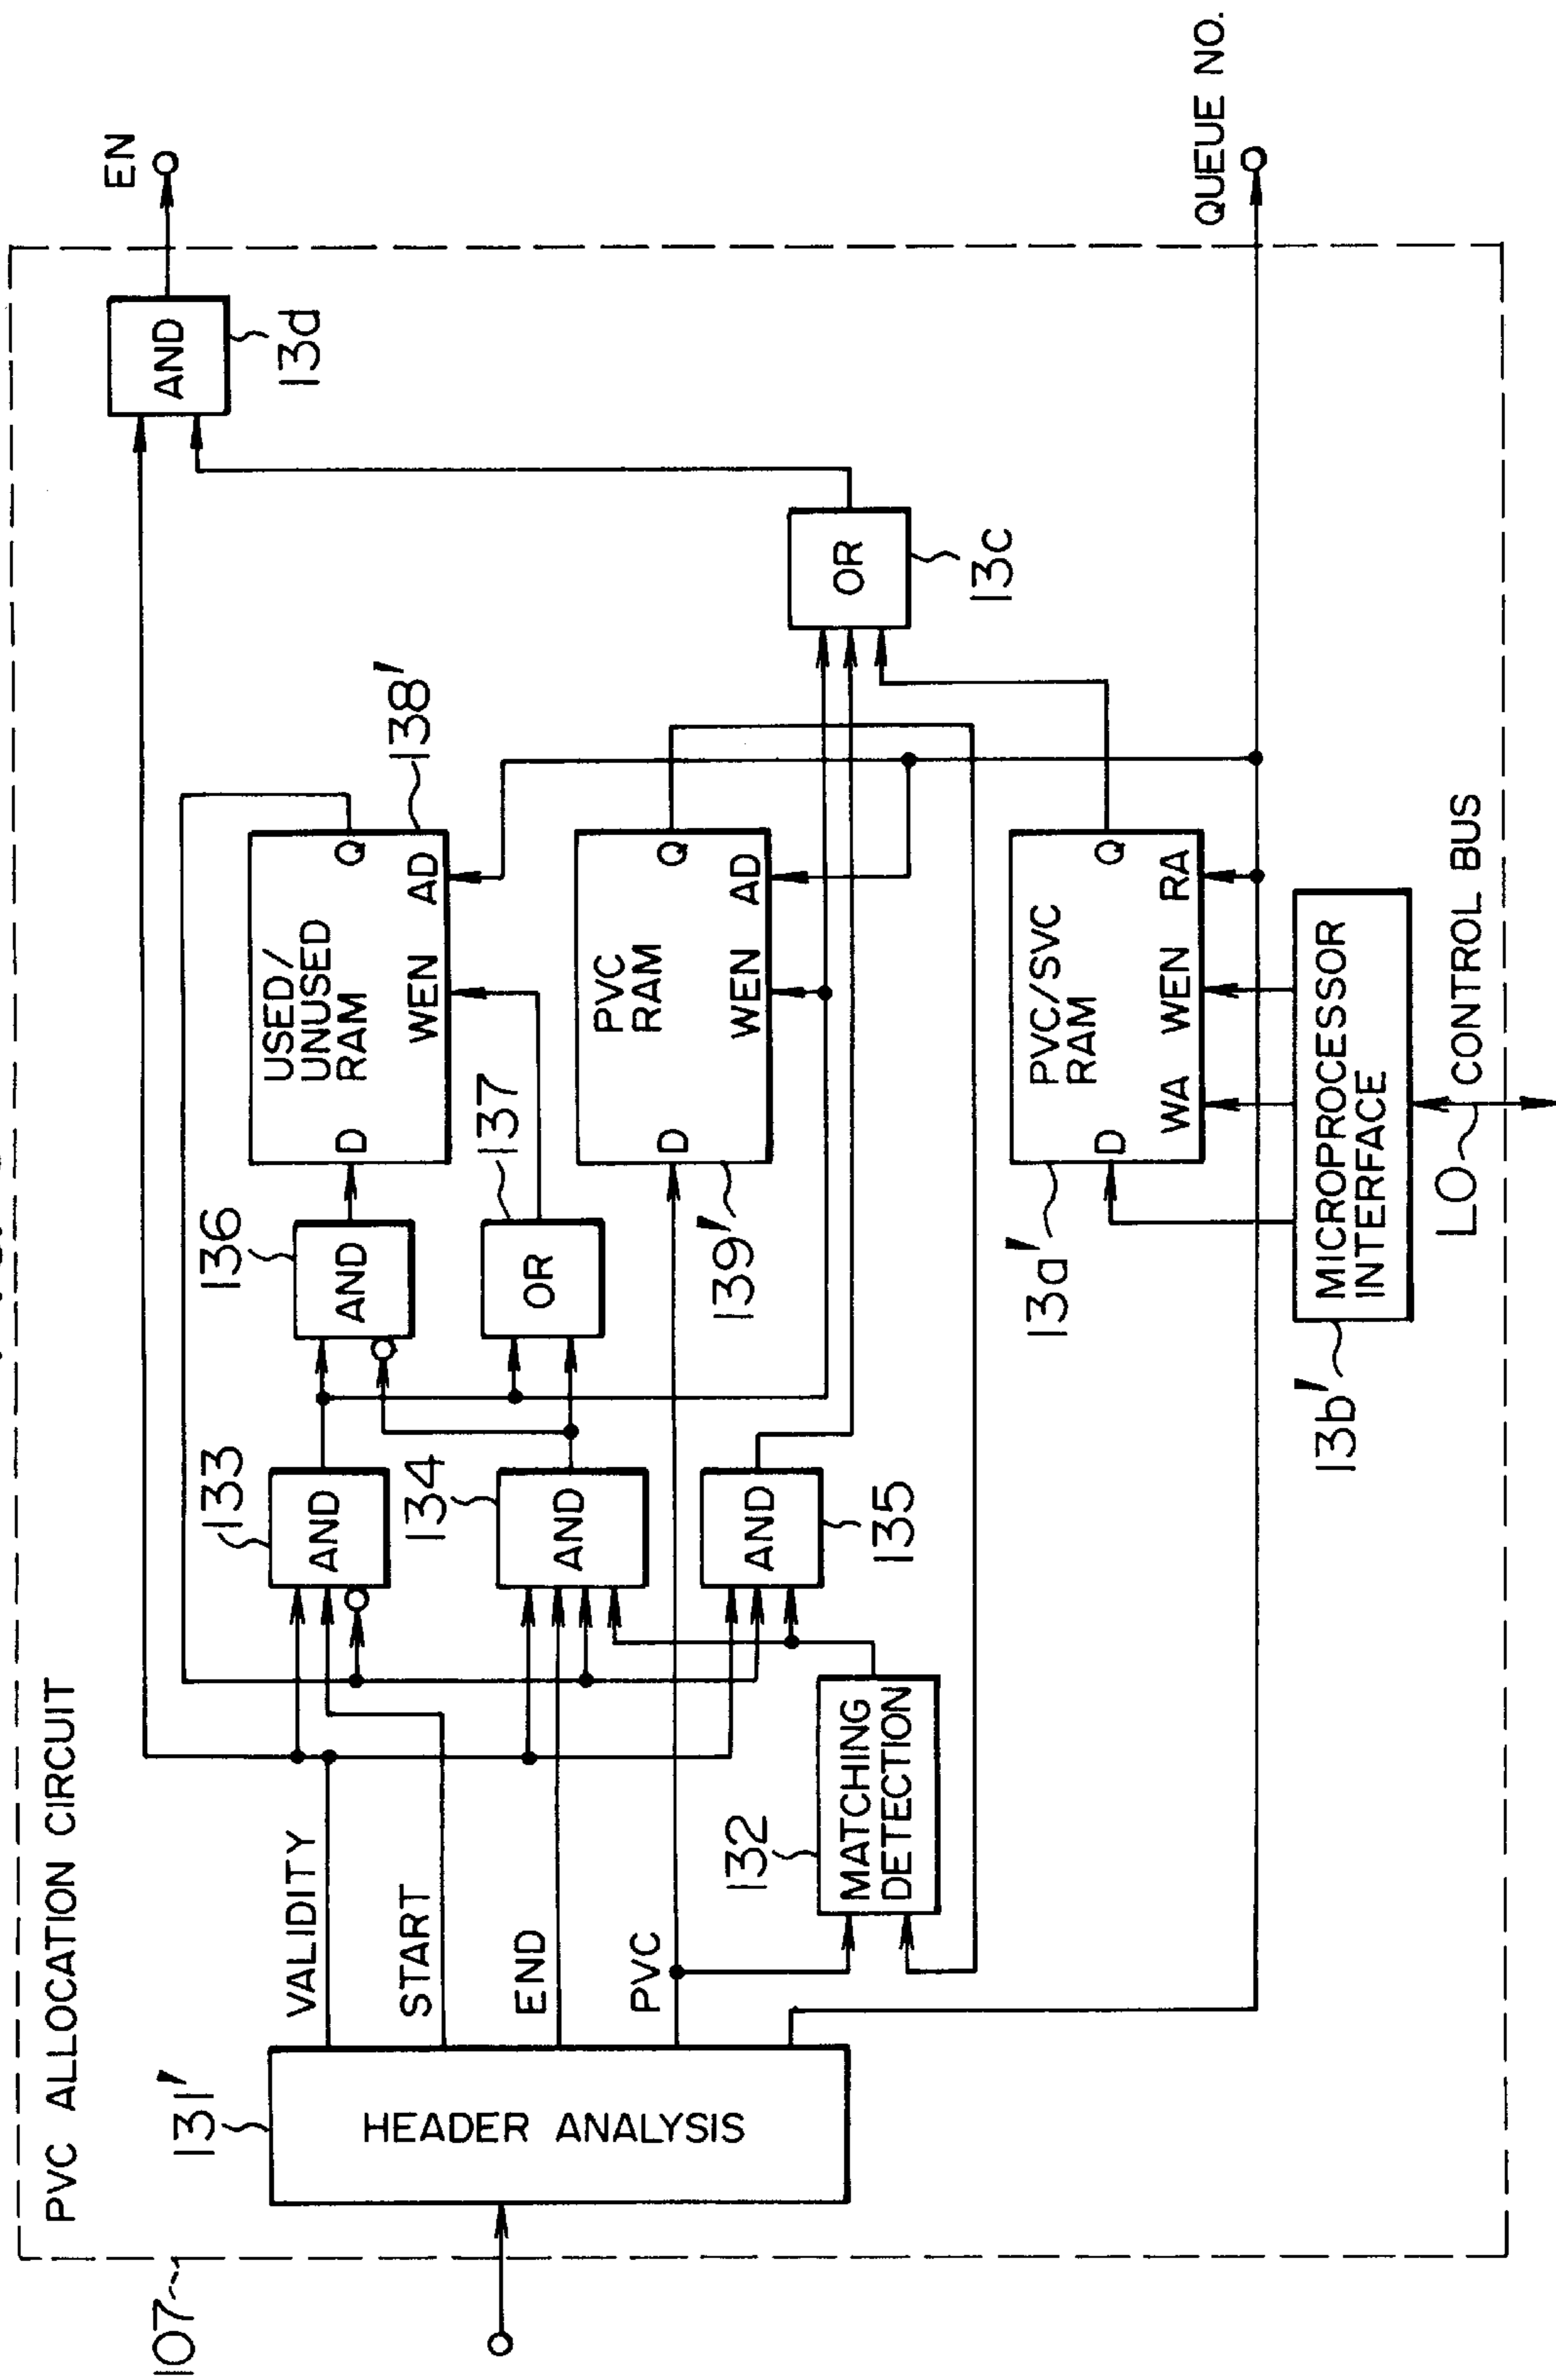 PVC ALLOCATION CIRCUIT
107
131'
HEADER ANALYSIS
VALIDITY
START
END
PVC
132
MATCHING
DETECTION
133
AND
134
AND
135
AND
136
AND
137
OR
138'
USED/
UNUSED
RAM
D
Q
WEN
AD
139'
PVC
RAM
D
Q
WEN
AD
13a'
PVC/SVC
RAM
D
Q
WA
WEN
RA
13b'
MICROPROCESSOR
INTERFACE
LO
CONTROL BUS
OR
13c
AND
13d
EN
QUEUE NO.